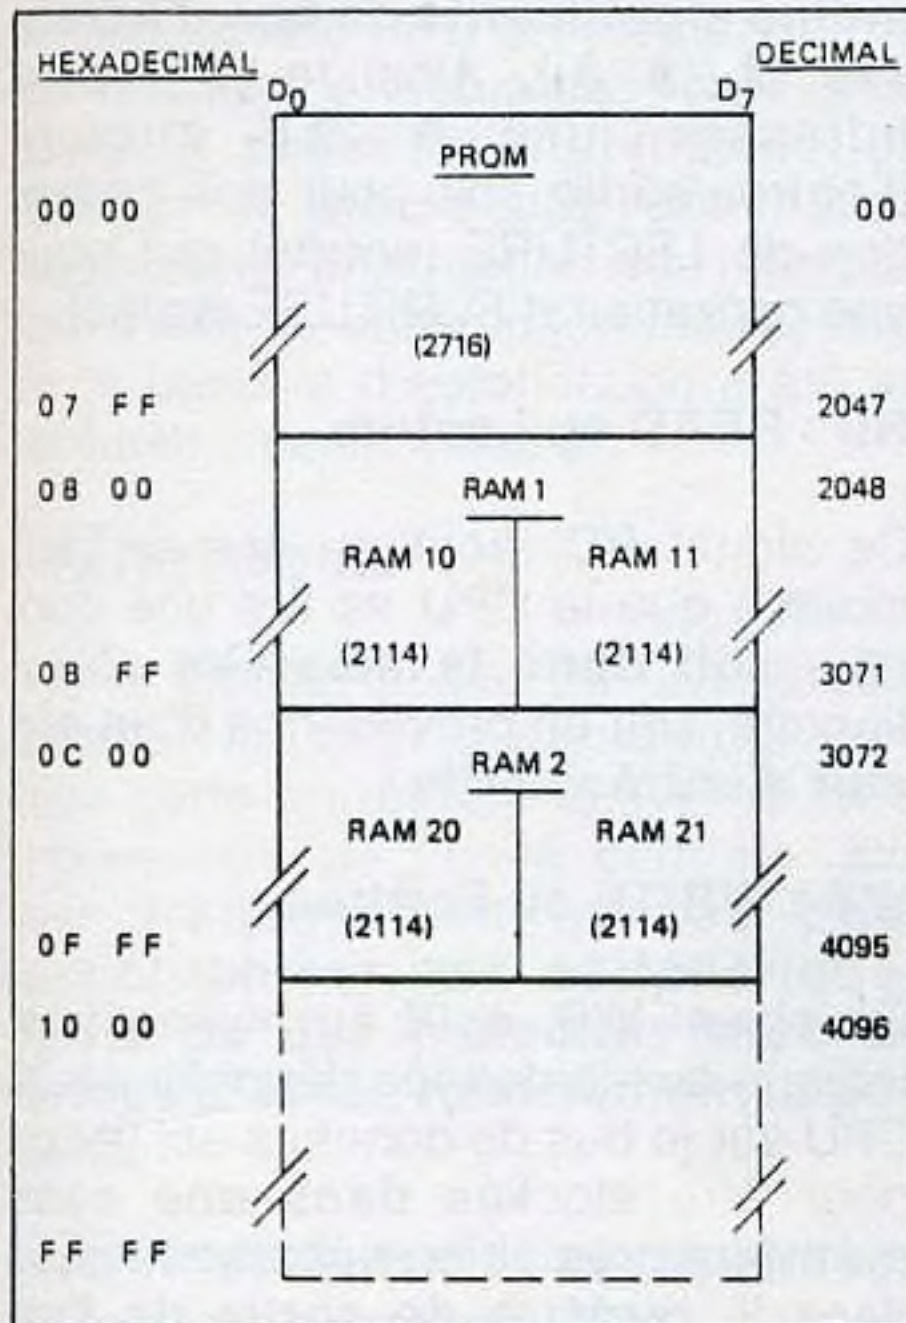 HEXADECIMAL DECIMAL
D0 D7
PROM
00 00 00
(2716)
07 FF 2047
0B 00 RAM 1 2048
RAM 10 RAM 11
(2114) (2114)
0B FF 3071
0C 00 RAM 2 3072
RAM 20 RAM 21
(2114) (2114)
0F FF 4095
10 00 4096
FF FF